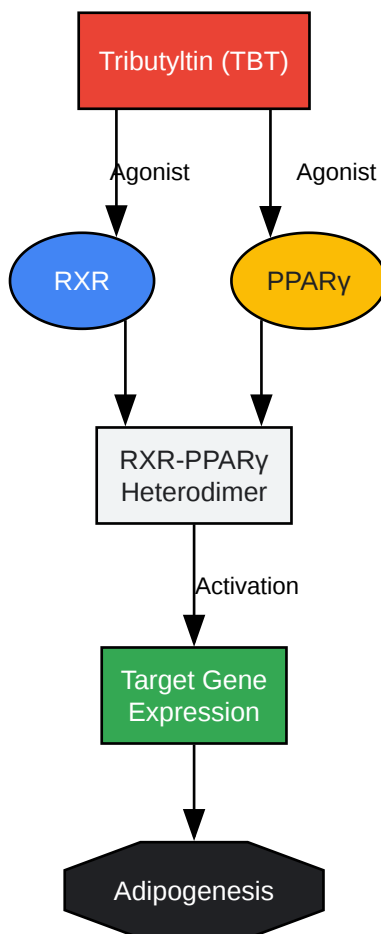 Tributyltin (TBT)
Agonist
Agonist
RXR
PPARγ
RXR-PPARγ
Heterodimer
Activation
Target Gene
Expression
Adipogenesis